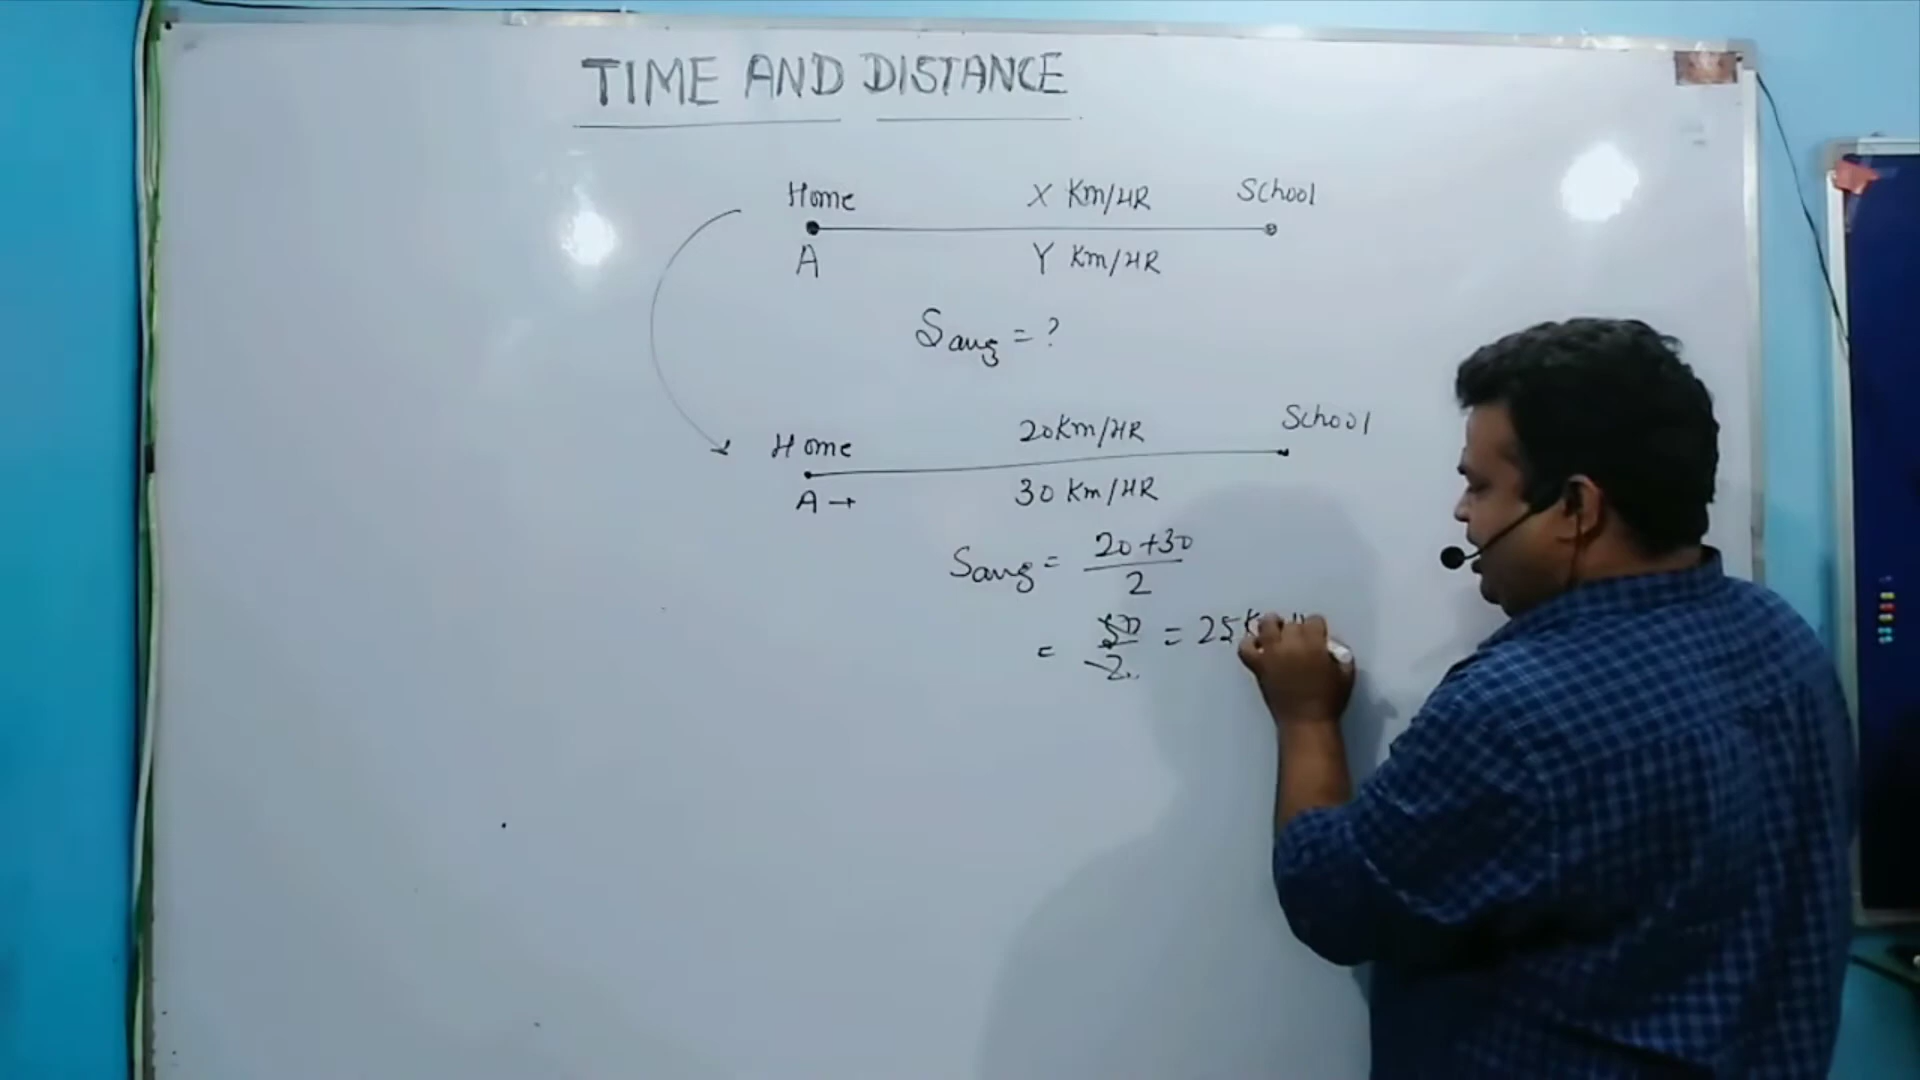 TIME AND DISTANCE
Home X Km/HR School
A Y Km/HR
Savg = ?
Home 20Km/HR School
A → 30 Km/HR
Savg = 20+30
2
= 50 = 25
2